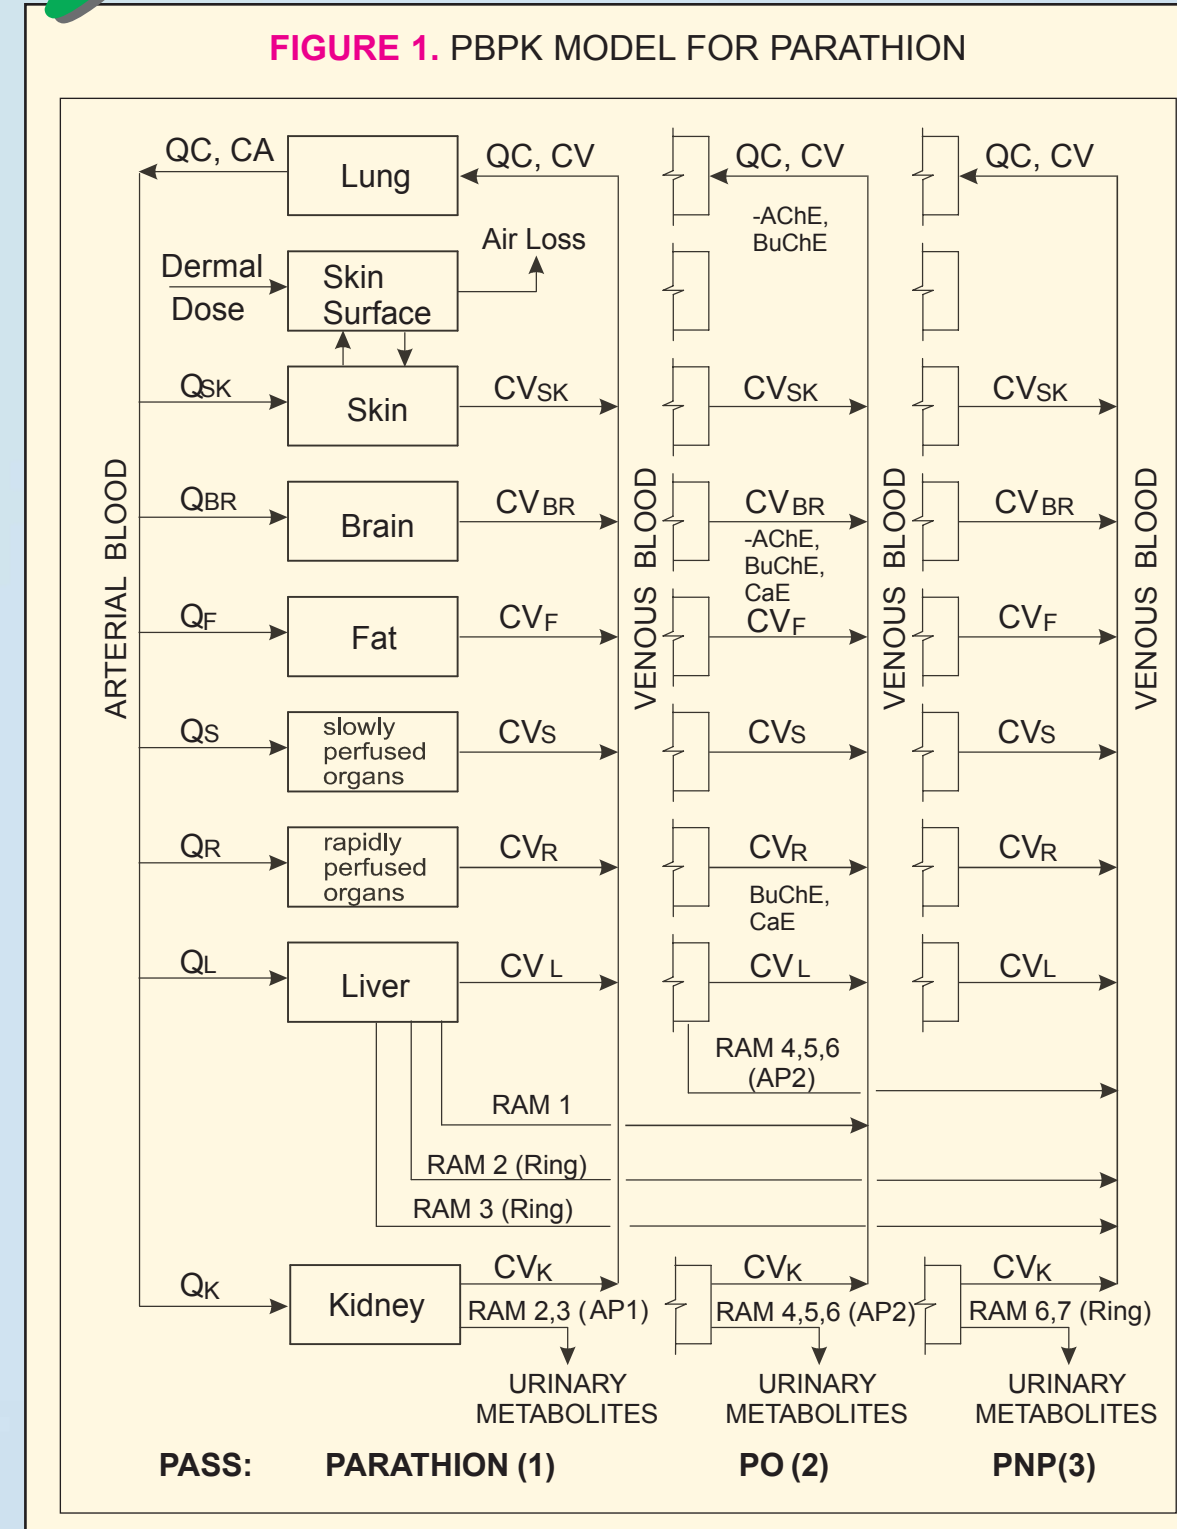 FIGURE 1. PBPK MODEL FOR PARATHION
QC, CA
Lung
QC, CV
QC, CV
QC, CV
-AChE,
BuChE
Air Loss
Dermal
Dose
Skin
Surface
QSK
Skin
CVSK
CVSK
CVSK
ARTERIAL BLOOD
VENOUS BLOOD
VENOUS BLOOD
VENOUS BLOOD
QBR
Brain
CVBR
CVBR
CVBR
-AChE,
BuChE,
CaE
QF
Fat
CVF
CVF
CVF
QS
slowly
perfused
organs
CVS
CVS
CVS
QR
rapidly
perfused
organs
CVR
CVR
CVR
BuChE,
CaE
QL
Liver
CVL
CVL
CVL
RAM 4,5,6
(AP2)
RAM 1
RAM 2 (Ring)
RAM 3 (Ring)
QK
Kidney
CVK
CVK
CVK
RAM 2,3 (AP1)
RAM 4,5,6 (AP2)
RAM 6,7 (Ring)
URINARY
METABOLITES
URINARY
METABOLITES
URINARY
METABOLITES
PASS: PARATHION (1) PO (2) PNP(3)